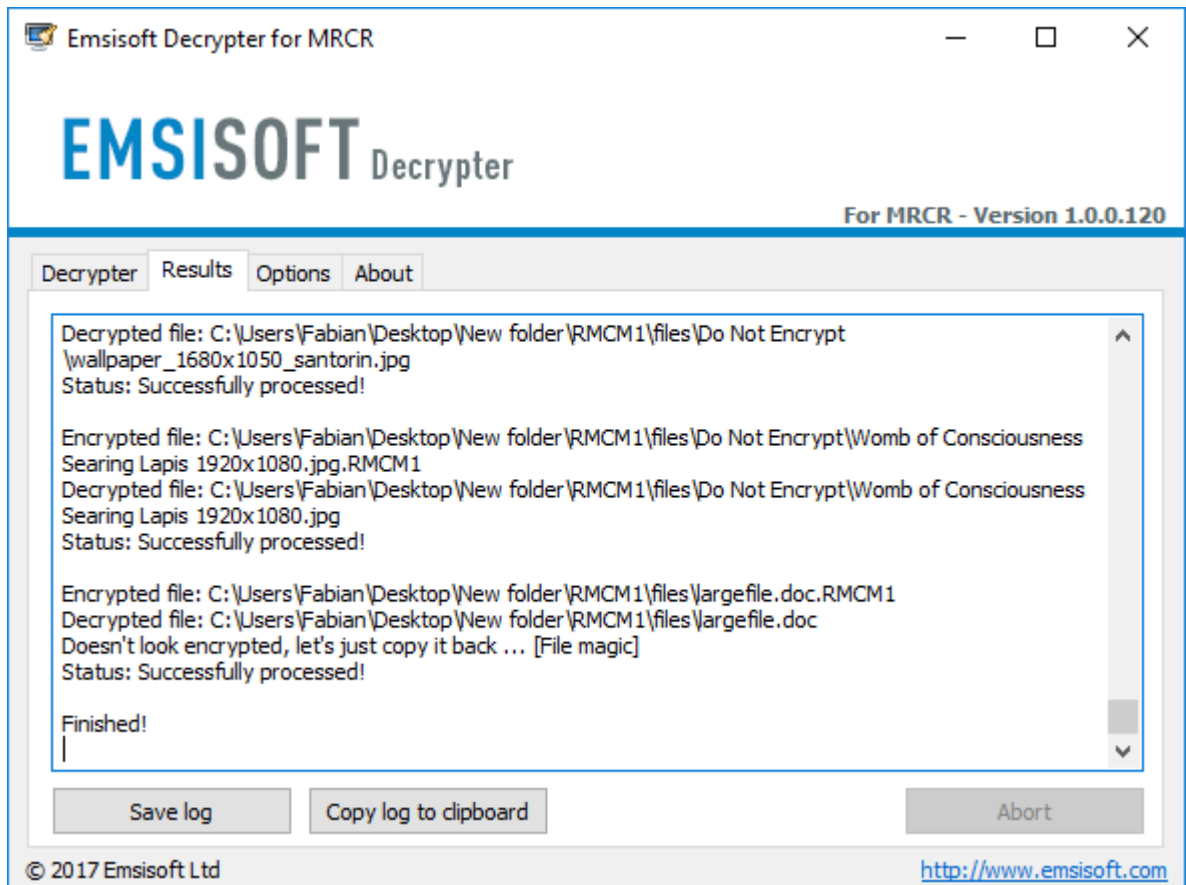 Emsisoft Decrypter for MRCR
EMSISOFT Decrypter
For MRCR - Version 1.0.0.120
Decrypter Results Options About
Decrypted file: C:\Users\Fabian\Desktop\New folder\RMCM1\files\Do Not Encrypt
\wallpaper_1680x1050_santorin.jpg
Status: Successfully processed!
Encrypted file: C:\Users\Fabian\Desktop\New folder\RMCM1\files\Do Not Encrypt\Womb of Consciousness
Searing Lapis 1920x1080.jpg.RMCM1
Decrypted file: C:\Users\Fabian\Desktop\New folder\RMCM1\files\Do Not Encrypt\Womb of Consciousness
Searing Lapis 1920x1080.jpg
Status: Successfully processed!
Encrypted file: C:\Users\Fabian\Desktop\New folder\RMCM1\files\largefile.doc.RMCM1
Decrypted file: C:\Users\Fabian\Desktop\New folder\RMCM1\files\largefile.doc
Doesn't look encrypted, let's just copy it back ... [File magic]
Status: Successfully processed!
Finished!
Save log Copy log to clipboard Abort
© 2017 Emsisoft Ltd http://www.emsisoft.com